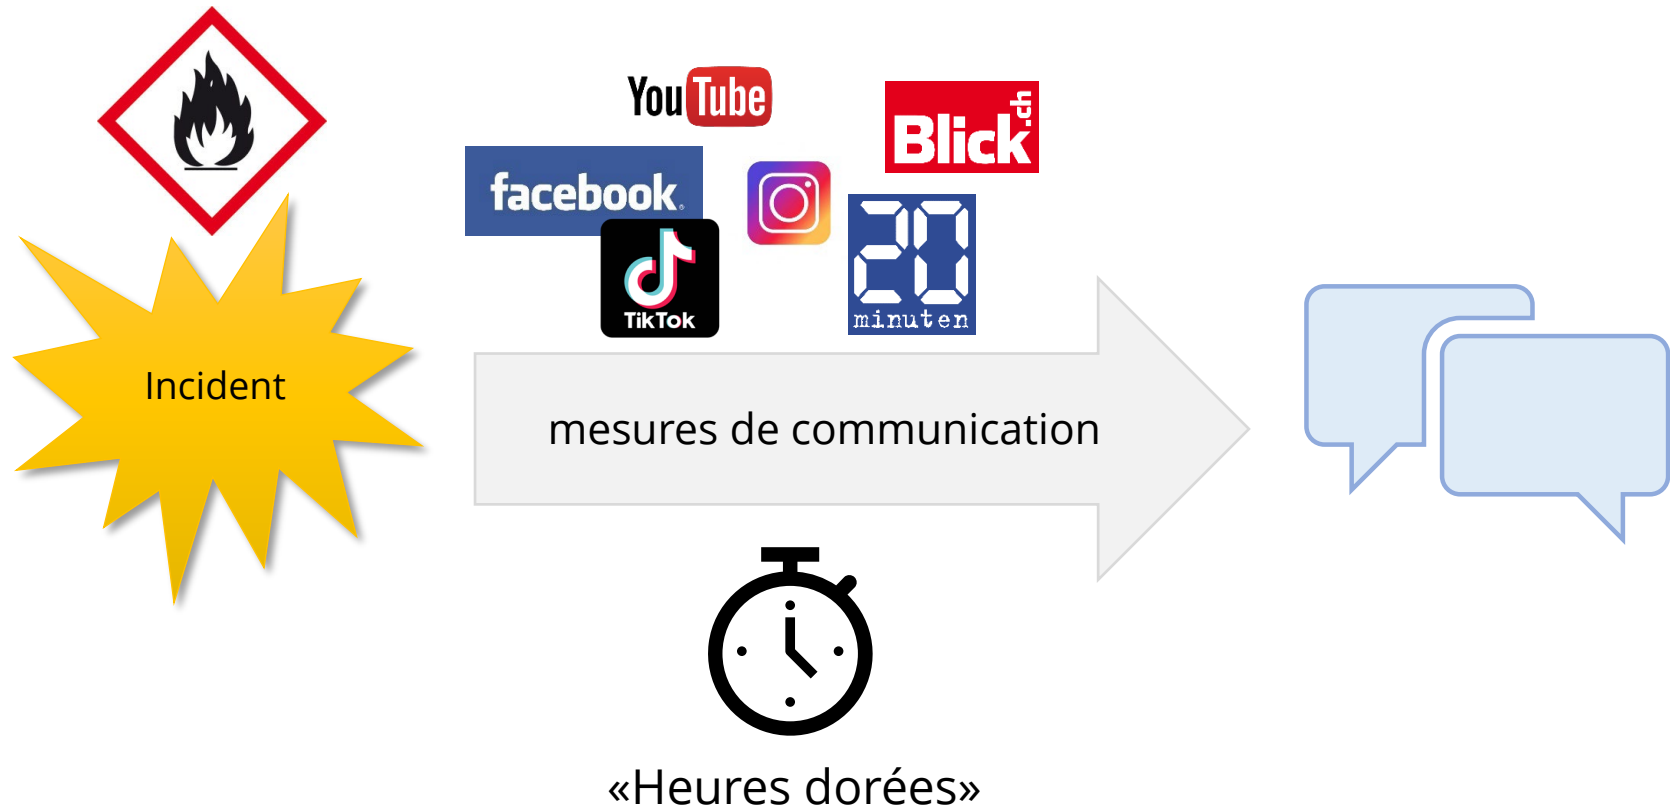 YouTube
Blick.ch
facebook
TikTok
20
minuten
Incident
mesures de communication
«Heures dorées»